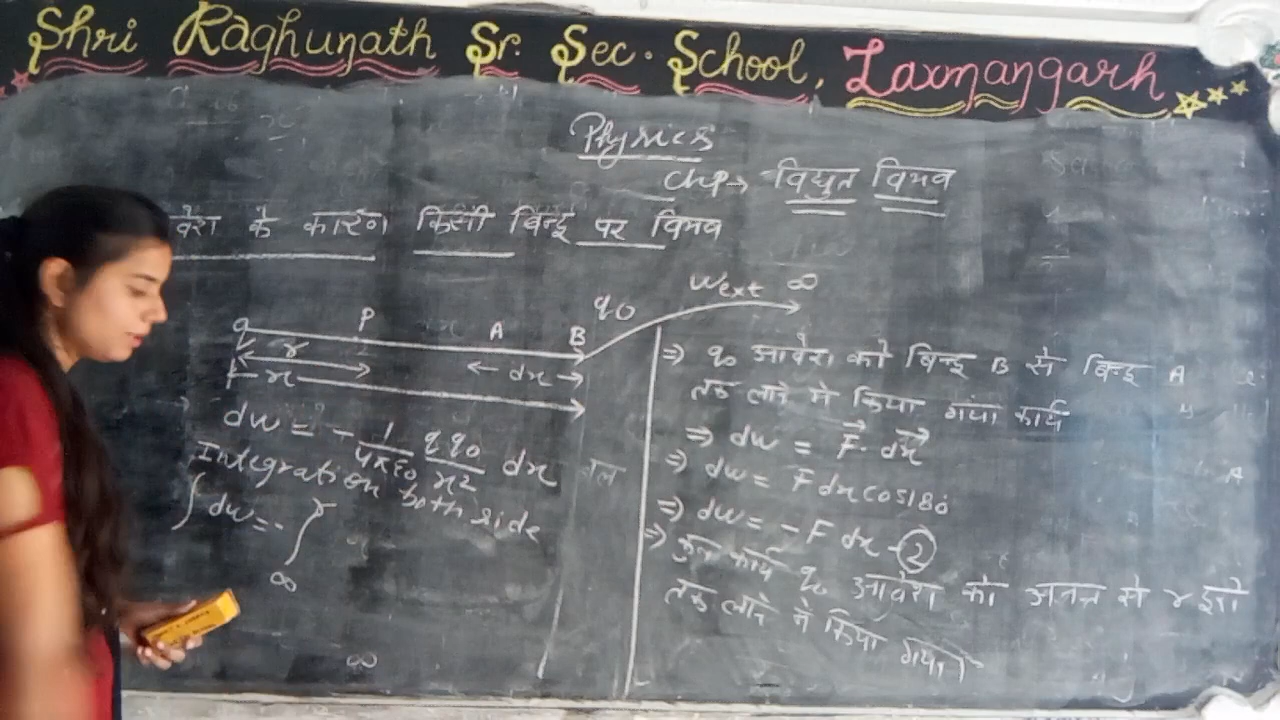 Shri Raghunath Sr. Sec. School, Laxmangarh
Physics
Chp→ विद्युत विभव
वेश के कारण किसी बिन्दु पर विभव
q P A B q0 Wext ∞
r dx
x
dw = - 1/4πε0 qq0/x2 dx
Integration both side
∫dw = - ∫ r ∞
∞
⇒ q0 आवेश को बिन्दु B से बिन्दु A
तक लाने मे किया गया कार्य
⇒ dw = F→. dx→
⇒ dw = F dx cos180
⇒ dw = - F dx - ②
⇒ कुल कार्य q0 आवेश को अनन्त से r दूरी
तक लाने मे किया गया